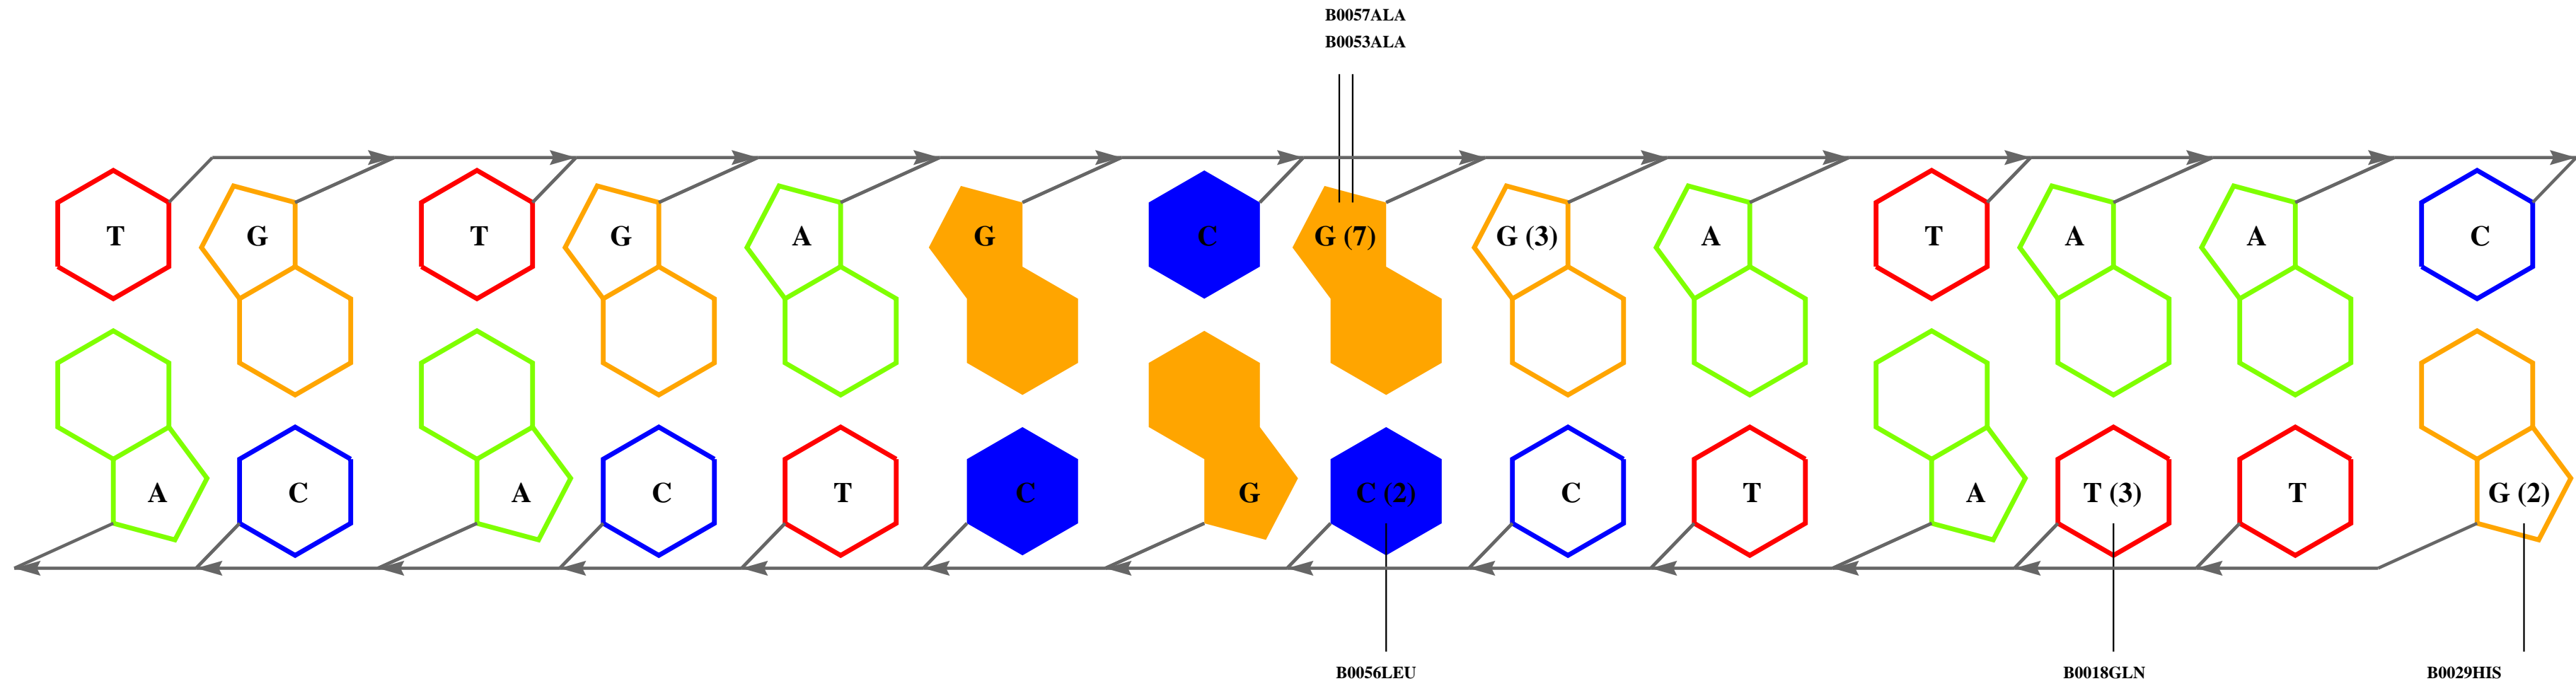 B0057ALA
B0053ALA
T G T G A G C G (7) G (3) A T A A C
A C A C T C G C (2) C T A T (3) T G (2)
B0056LEU B0018GLN B0029HIS